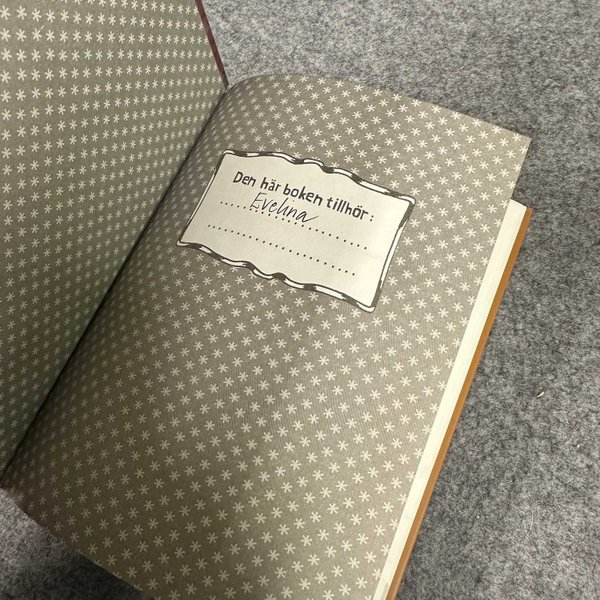 Den här boken tillhör:
Evelina